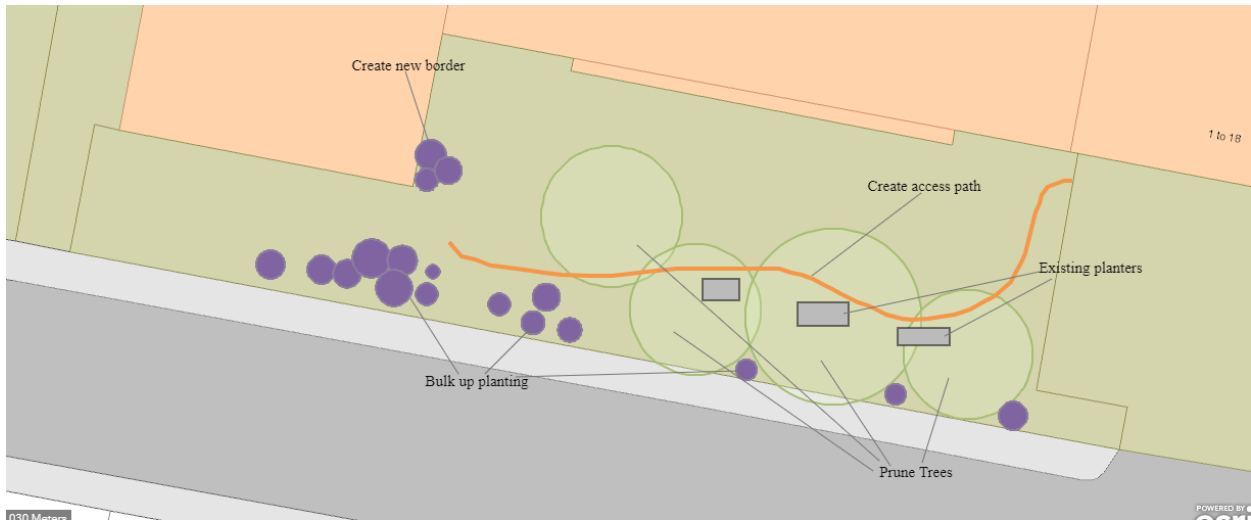 Create new border
1 to 18
Create access path
Existing planters
Bulk up planting
Prune Trees
030 Meters
POWERED BY
esri